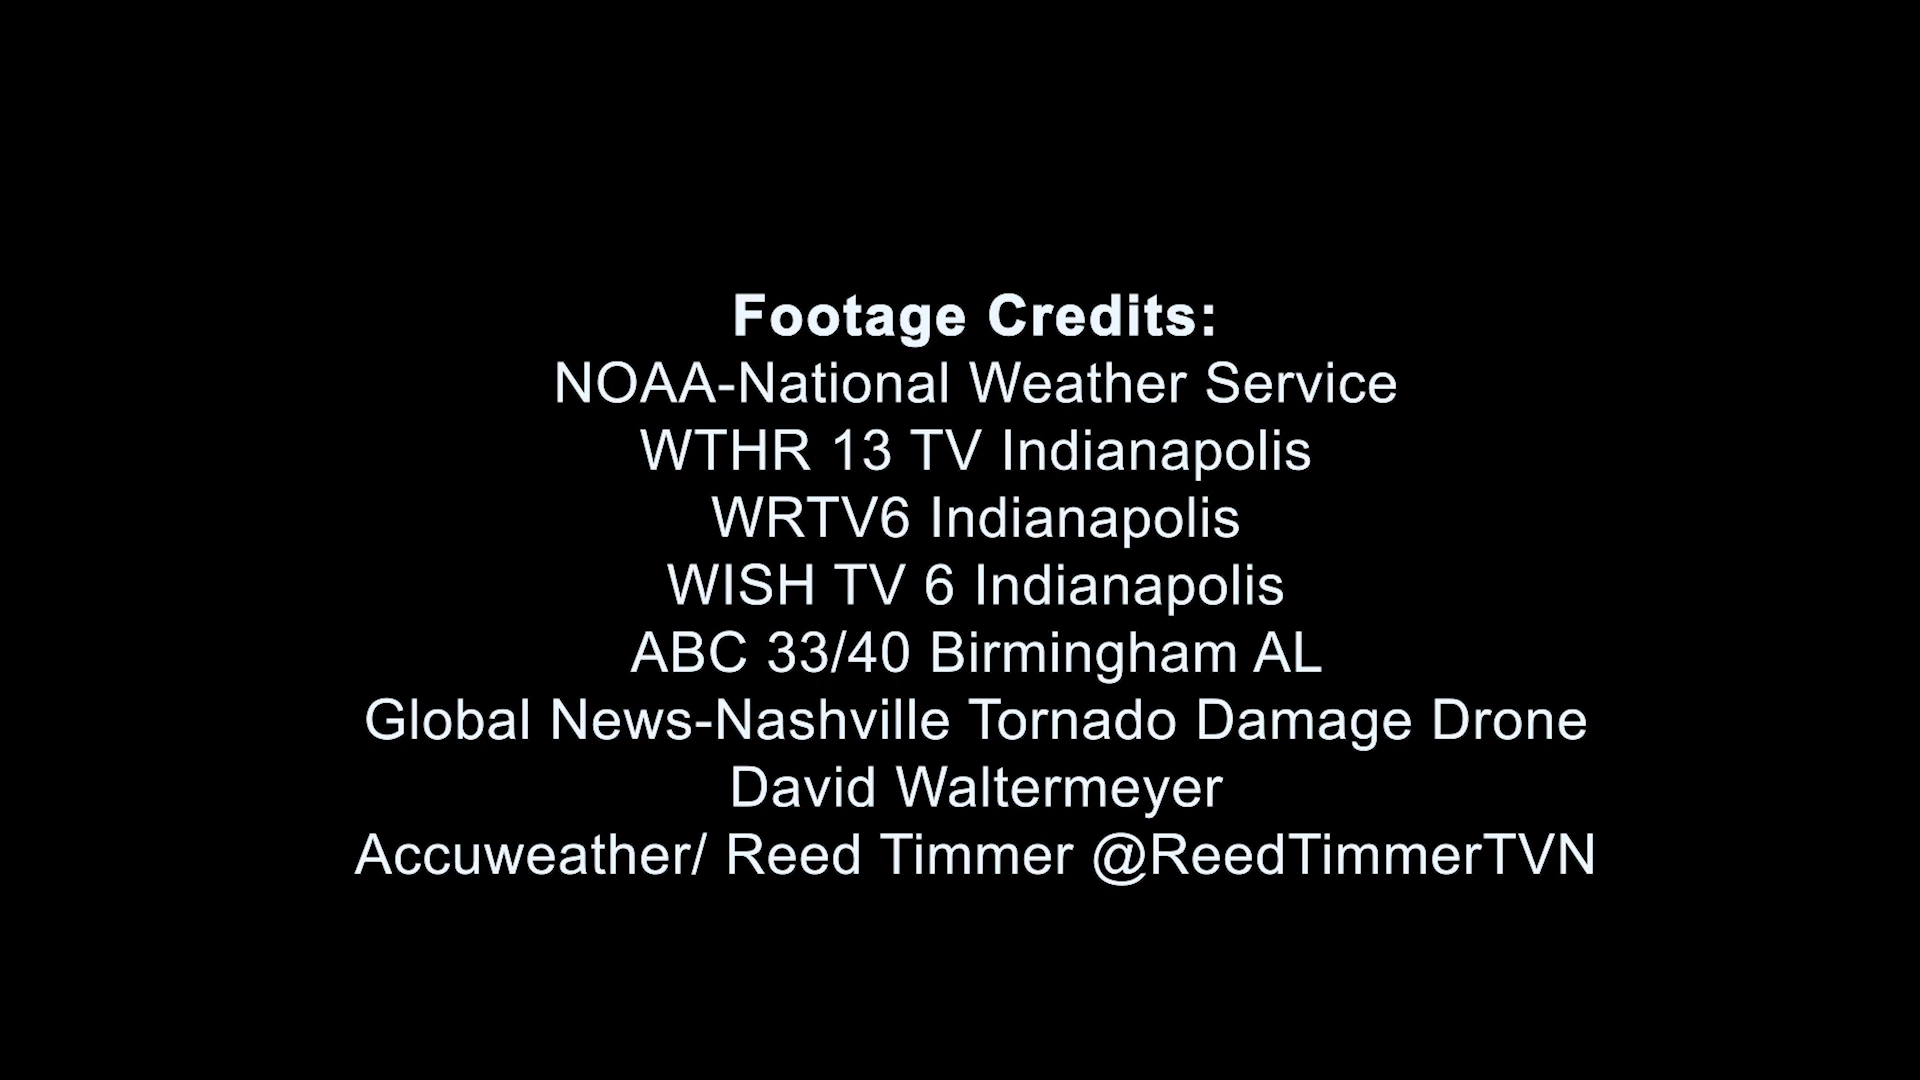 Footage Credits:
NOAA-National Weather Service
WTHR 13 TV Indianapolis
WRTV6 Indianapolis
WISH TV 6 Indianapolis
ABC 33/40 Birmingham AL
Global News-Nashville Tornado Damage Drone
David Waltermeyer
Accuweather/ Reed Timmer @ReedTimmerTVN